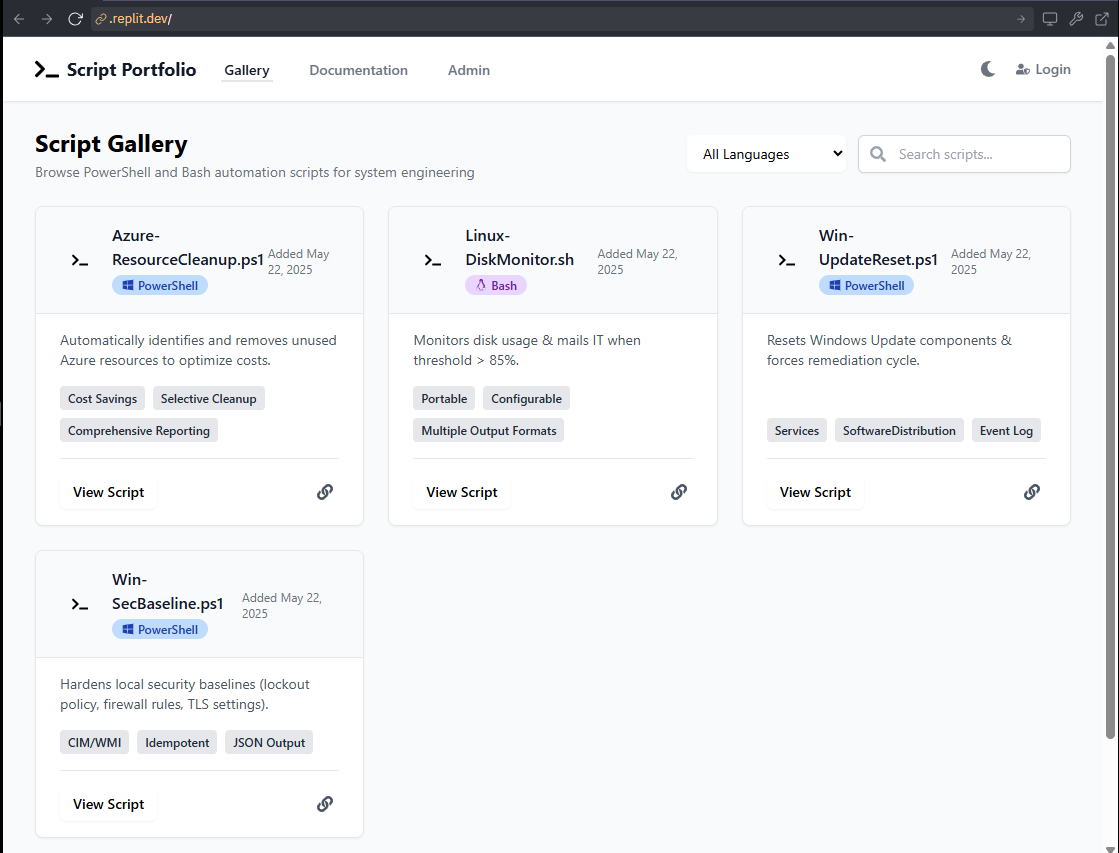 .replit.dev/
Script Portfolio
Gallery
Documentation
Admin
Login
Script Gallery
Browse PowerShell and Bash automation scripts for system engineering
All Languages
Search scripts...
Azure-
ResourceCleanup.ps1
PowerShell
Added May
22, 2025
Automatically identifies and removes unused
Azure resources to optimize costs.
Cost Savings
Selective Cleanup
Comprehensive Reporting
View Script
Linux-
DiskMonitor.sh
Bash
Added May 22,
2025
Monitors disk usage & mails IT when
threshold > 85%.
Portable
Configurable
Multiple Output Formats
View Script
Win-
UpdateReset.ps1
PowerShell
Added May 22,
2025
Resets Windows Update components &
forces remediation cycle.
Services
SoftwareDistribution
Event Log
View Script
Win-
SecBaseline.ps1
PowerShell
Added May 22,
2025
Hardens local security baselines (lockout
policy, firewall rules, TLS settings).
CIM/WMI
Idempotent
JSON Output
View Script